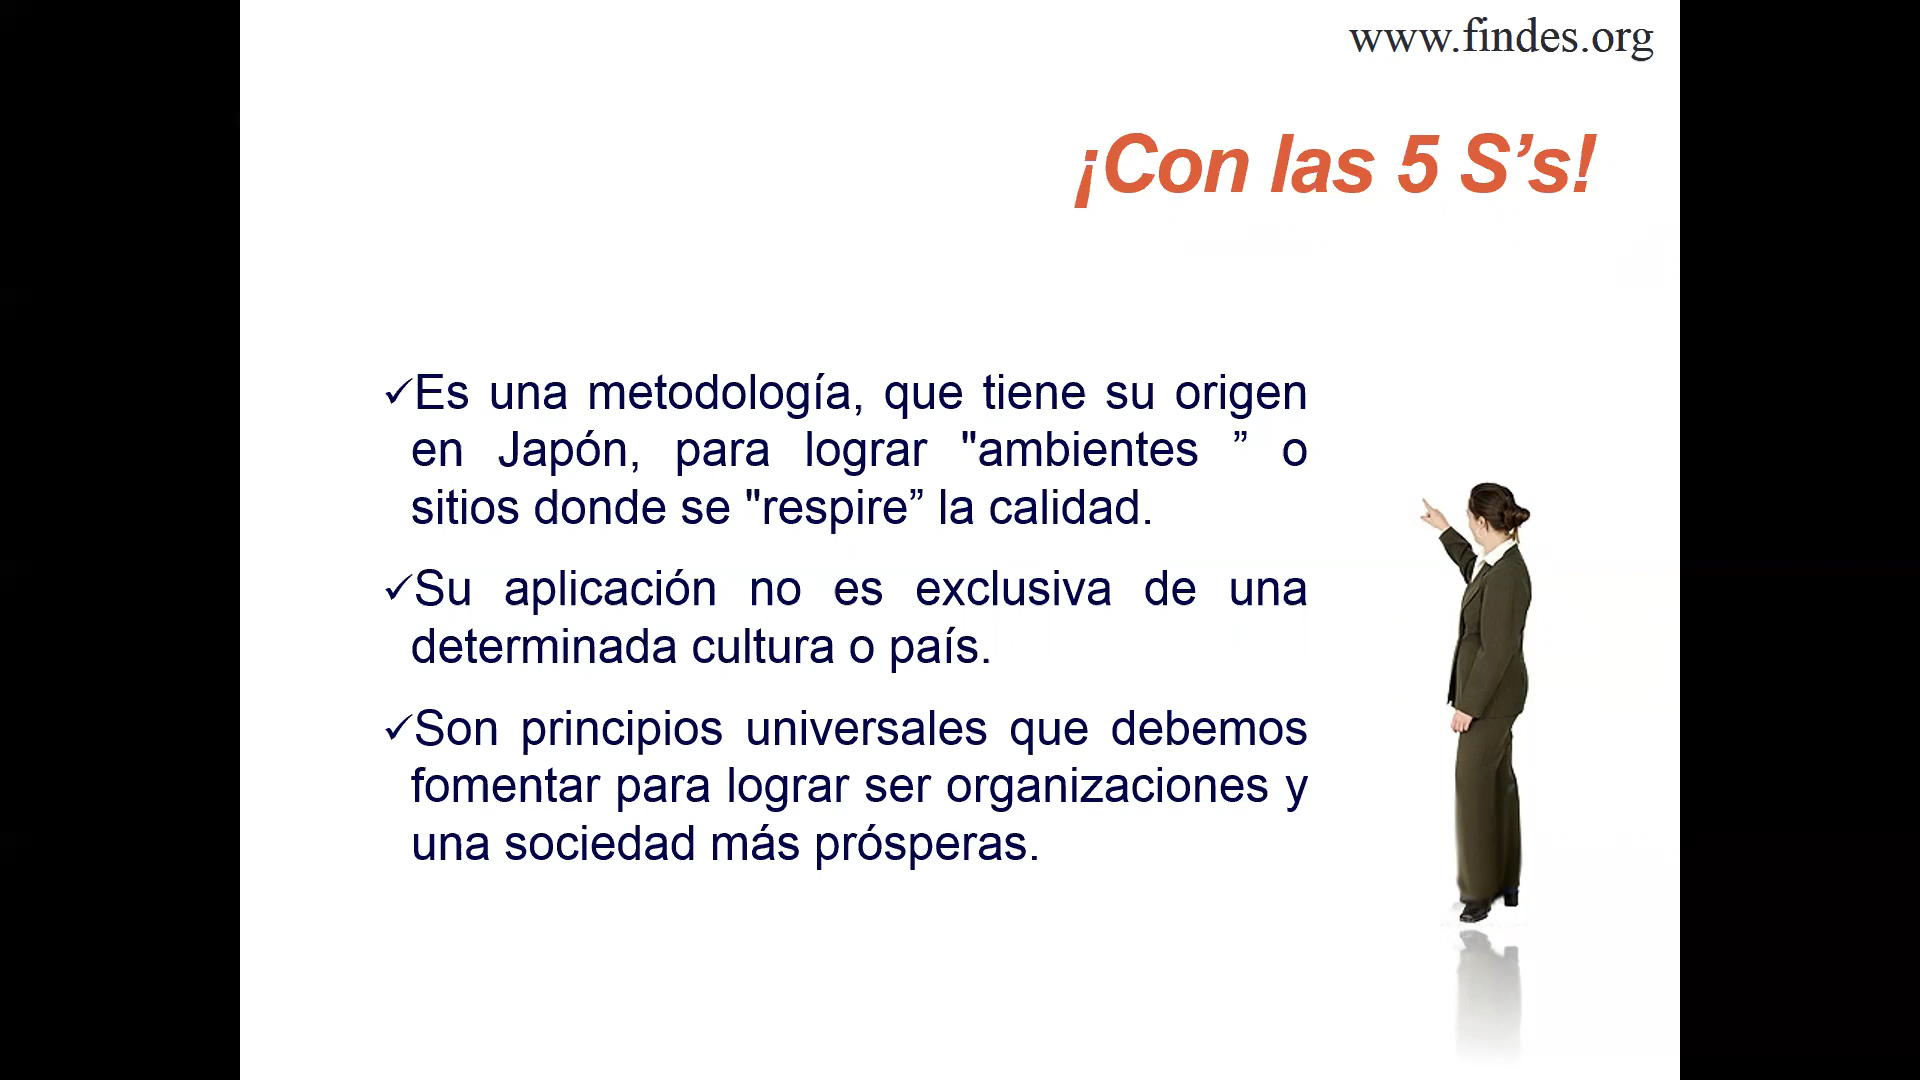 www.findes.org
¡Con las 5 S’s!
✓Es una metodología, que tiene su origen
en Japón, para lograr "ambientes ” o
sitios donde se "respire” la calidad.
✓Su aplicación no es exclusiva de una
determinada cultura o país.
✓Son principios universales que debemos
fomentar para lograr ser organizaciones y
una sociedad más prósperas.